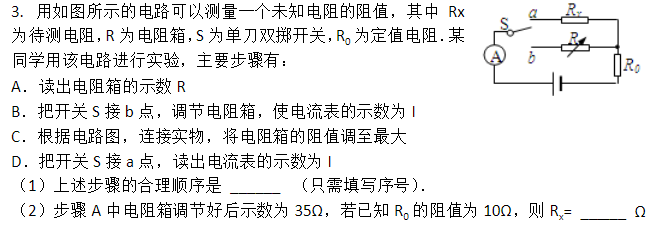 3. 用如图所示的电路可以测量一个未知电阻的阻值，其中 Rx
为待测电阻，R 为电阻箱，S 为单刀双掷开关，R₀为定值电阻．某
同学用该电路进行实验，主要步骤有：
A．读出电阻箱的示数 R
B．把开关 S 接 b 点，调节电阻箱，使电流表的示数为 I
C．根据电路图，连接实物，将电阻箱的阻值调至最大
D．把开关 S 接 a 点，读出电流表的示数为 I
（1）上述步骤的合理顺序是 ______ （只需填写序号）．
（2）步骤 A 中电阻箱调节好后示数为 35Ω，若已知 R₀ 的阻值为 10Ω，则 Rₓ= ______ Ω
a
Rₓ
S
A
b
R
R₀